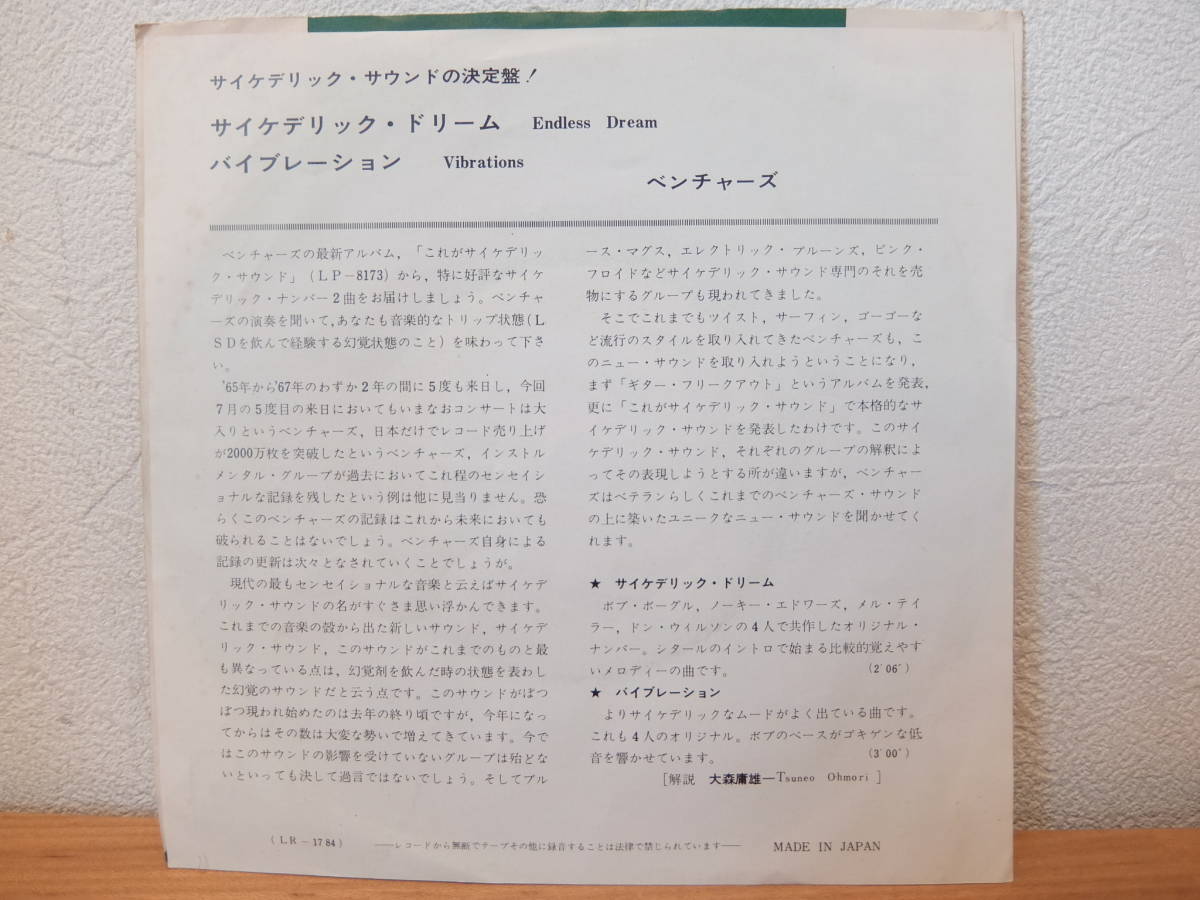 サイケデリック・サウンドの決定盤!
サイケデリック・ドリーム Endless Dream
バイブレーション Vibrations
ベンチャーズ
ベンチャーズの最新アルバム,「これがサイケデリッ
ク・サウンド」(LP-8173)から,特に好評なサイケ
デリック・ナンバー2曲をお届けしましょう。ベンチャ
ーズの演奏を聞いて,あなたも音楽的なトリップ状態(L
SDを飲んで経験する幻覚状態のこと)を味わって下さ
い。
'65年から'67年のわずか2年の間に5度も来日し,今回
7月の5度目の来日においてもいまなおコンサートは大
入りというベンチャーズ,日本だけでレコード売り上げ
が2000万枚を突破したというベンチャーズ,インストル
メンタル・グループが過去においてこれ程のセンセイシ
ョナルな記録を残したという例は他に見当りません。恐
らくこのベンチャーズの記録はこれから未来においても
破られることはないでしょう。ベンチャーズ自身による
記録の更新は次々となされていくことでしょうが。
現代の最もセンセイショナルな音楽と云えばサイケデ
リック・サウンドの名がすぐさま思い浮かんできます。
これまでの音楽の殻から出た新しいサウンド,サイケデ
リック・サウンド,このサウンドがこれまでのものと最
も異なっている点は,幻覚剤を飲んだ時の状態を表わし
た幻覚のサウンドだと云う点です。このサウンドがぼつ
ぼつ現われ始めたのは去年の終り頃ですが,今年になっ
てからはその数は大変な勢いで増えてきています。今で
はこのサウンドの影響を受けていないグループは殆どな
いといっても決して過言ではないでしょう。そしてブル
ース・マグス,エレクトリック・プルーンズ,ピンク・
フロイドなどサイケデリック・サウンド専門のそれを売
物にするグループも現われてきました。
そこでこれまでもツイスト,サーフィン,ゴーゴーな
ど流行のスタイルを取り入れてきたベンチャーズも,こ
のニュー・サウンドを取り入れようということになり,
まず「ギター・フリークアウト」というアルバムを発表,
更に「これがサイケデリック・サウンド」で本格的なサ
イケデリック・サウンドを発表したわけです。このサイ
ケデリック・サウンド,それぞれのグループの解釈によ
ってその表現しようとする所が違いますが,ベンチャー
ズはベテランらしくこれまでのベンチャーズ・サウンド
の上に築いたユニークなニュー・サウンドを聞かせてく
れます。
★ サイケデリック・ドリーム
ボブ・ボーグル,ノーキー・エドワーズ,メル・テイ
ラー,ドン・ウィルソンの4人で共作したオリジナル・
ナンバー。シタールのイントロで始まる比較的覚えやす
いメロディーの曲です。 (2′06″)
★ バイブレーション
よりサイケデリックなムードがよく出ている曲です。
これも4人のオリジナル。ボブのベースがゴキゲンな低
音を響かせています。 (3′00″)
[解説 大森庸雄—Tsuneo Ohmori]
(LR-1784) ——レコードから無断でテープその他に録音することは法律で禁じられています—— MADE IN JAPAN